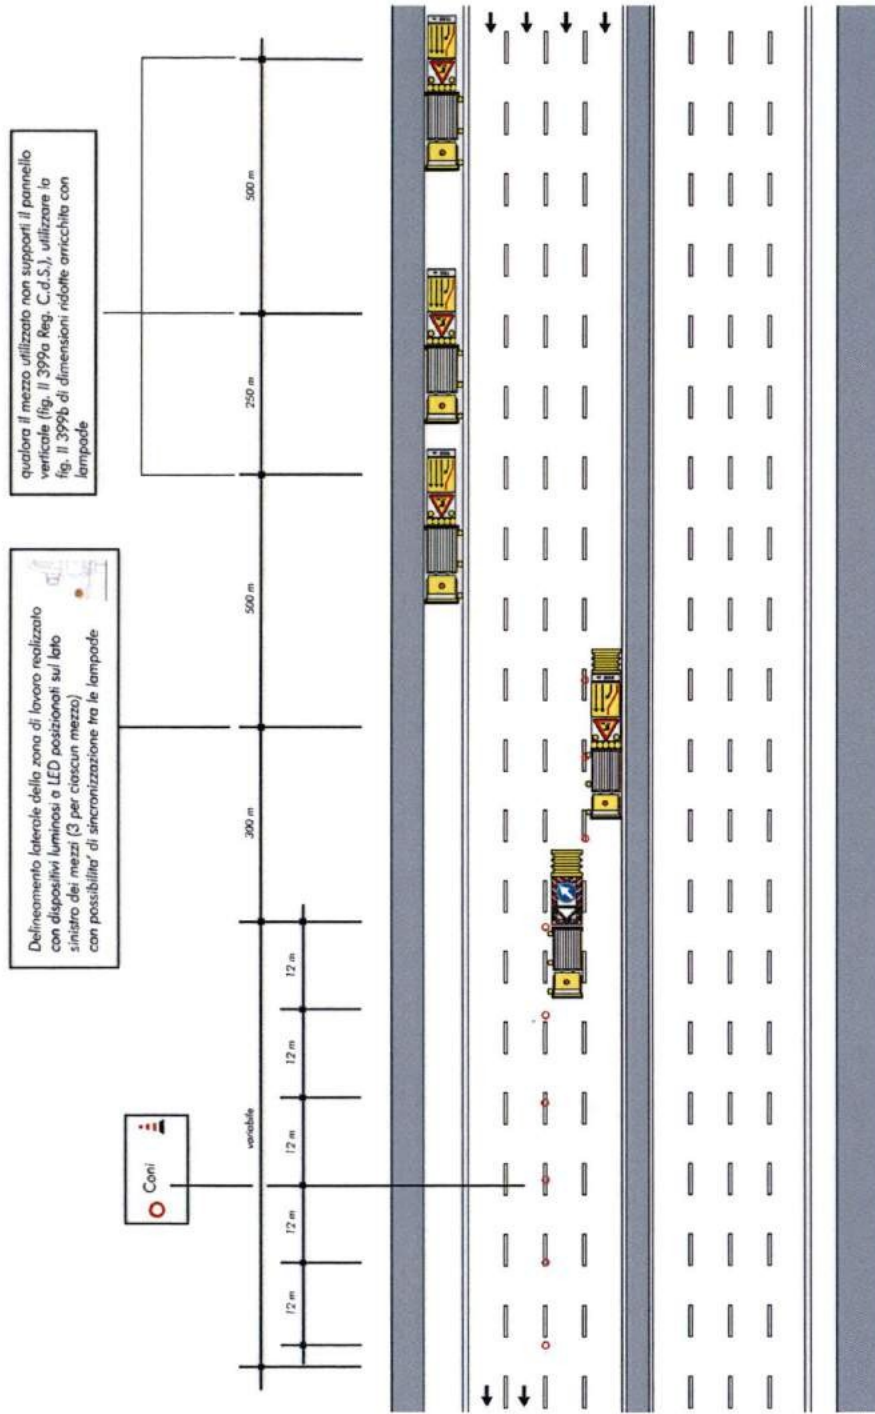 qualora il mezzo utilizzato non supporti il pannello
verticale (fig. II 399a Reg. C.d.S.), utilizzare la
fig. II 399b di dimensioni ridotte arricchita con
lampade
Delineamento laterale della zona di lavoro realizzato
con dispositivi luminosi a LED posizionati sul lato
sinistro dei mezzi (3 per ciascun mezzo)
con possibilita' di sincronizzazione tra le lampade
Coni
500 m
250 m
500 m
300 m
variabile
12 m
12 m
12 m
12 m
12 m